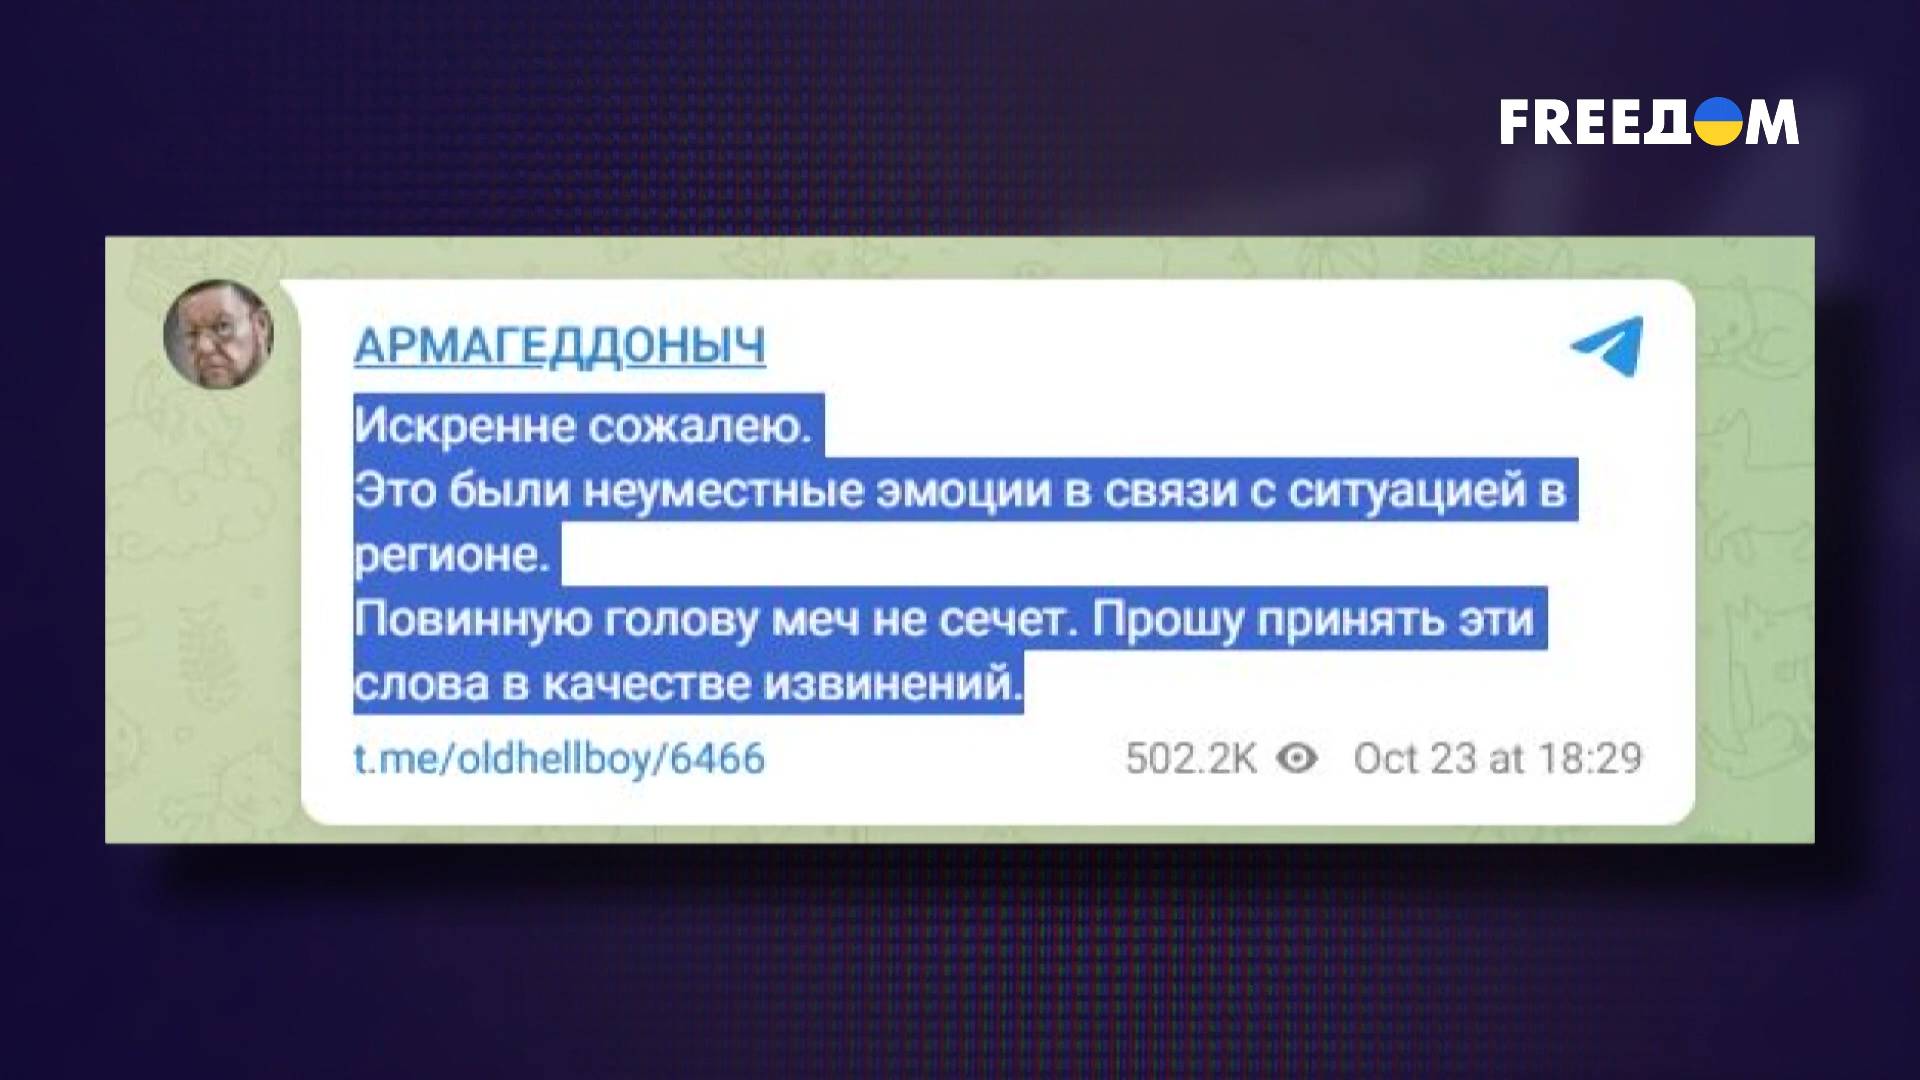 FREEДОМ
АРМАГЕДДОНЫЧ
Искренне сожалею.
Это были неуместные эмоции в связи с ситуацией в
регионе.
Повинную голову меч не сечет. Прошу принять эти
слова в качестве извинений.
t.me/oldhellboy/6466 502.2K Oct 23 at 18:29